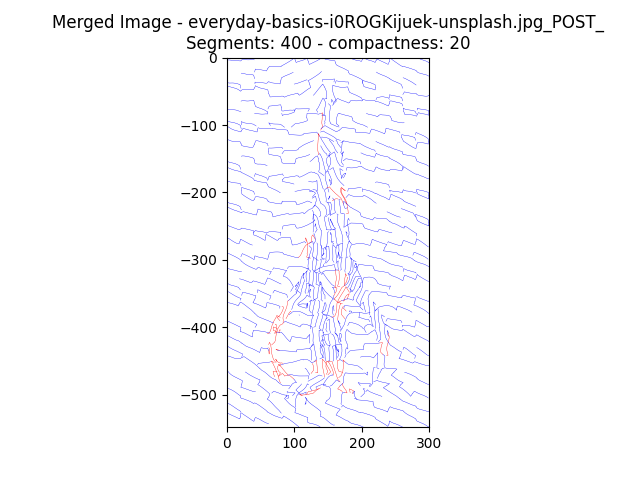 Merged Image - everyday-basics-i0ROGKijuek-unsplash.jpg_POST_
Segments: 400 - compactness: 20
0
−100
−200
−300
−400
−500
0 100 200 300